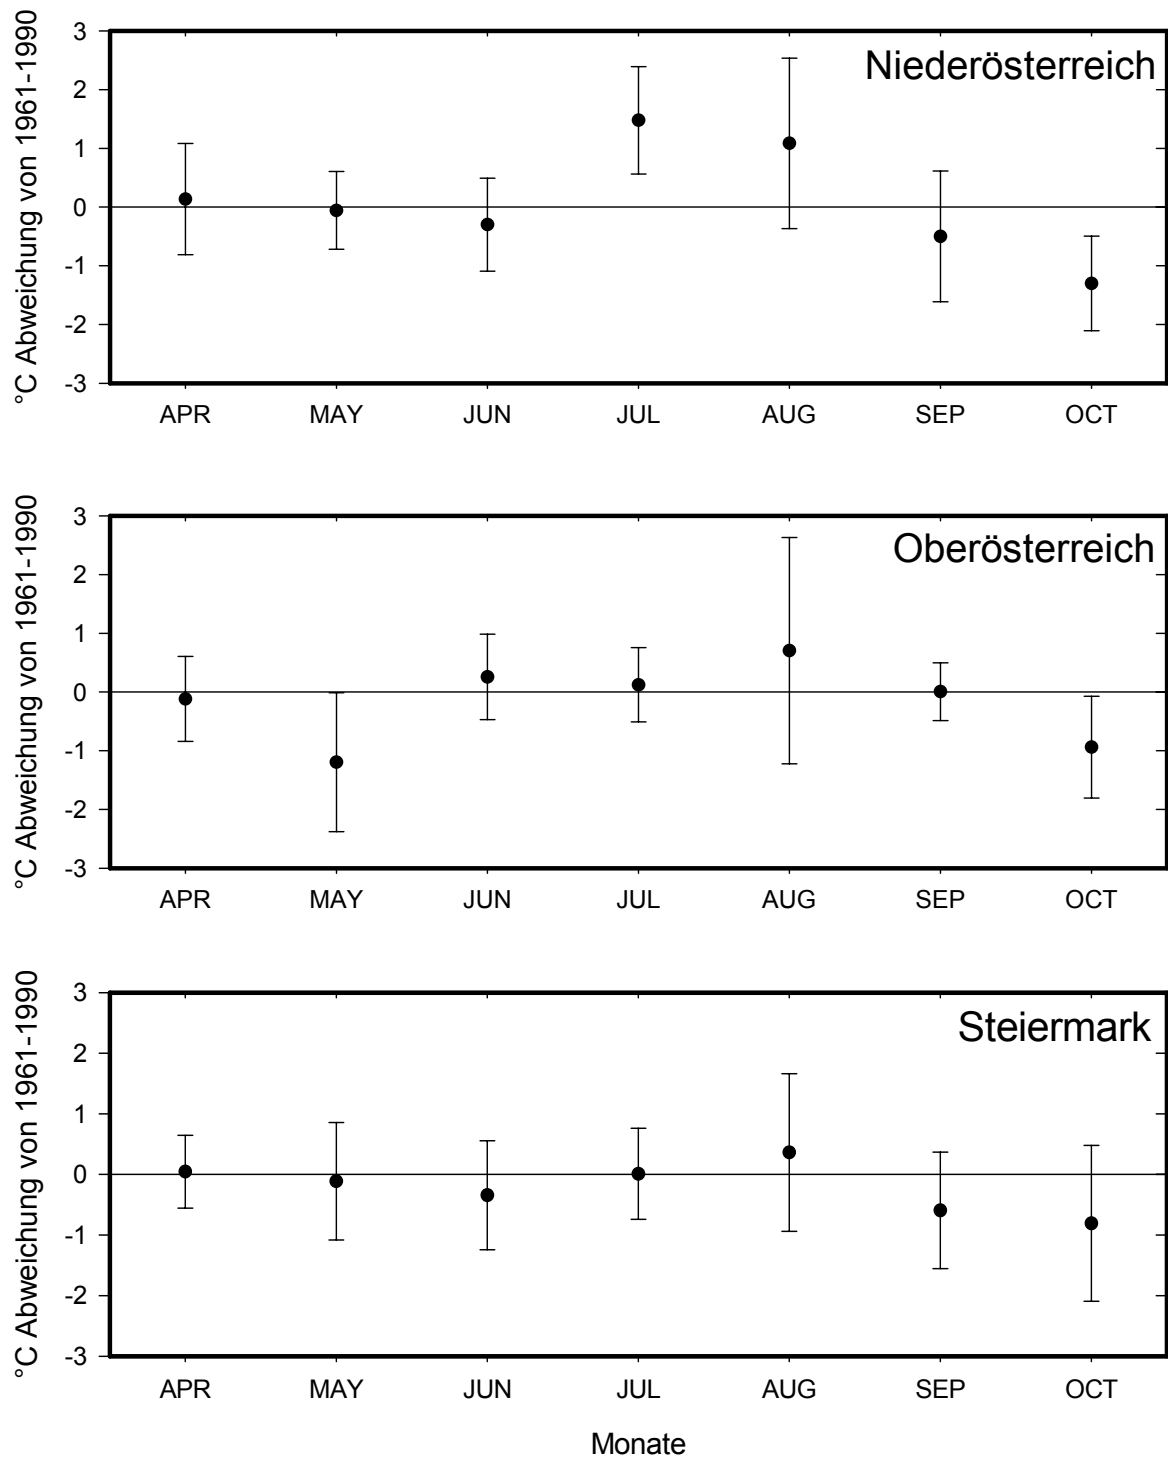 °C Abweichung von 1961-1990
3
2
1
0
-1
-2
-3
Niederösterreich
APR MAY JUN JUL AUG SEP OCT
°C Abweichung von 1961-1990
3
2
1
0
-1
-2
-3
Oberösterreich
APR MAY JUN JUL AUG SEP OCT
°C Abweichung von 1961-1990
3
2
1
0
-1
-2
-3
Steiermark
APR MAY JUN JUL AUG SEP OCT
Monate